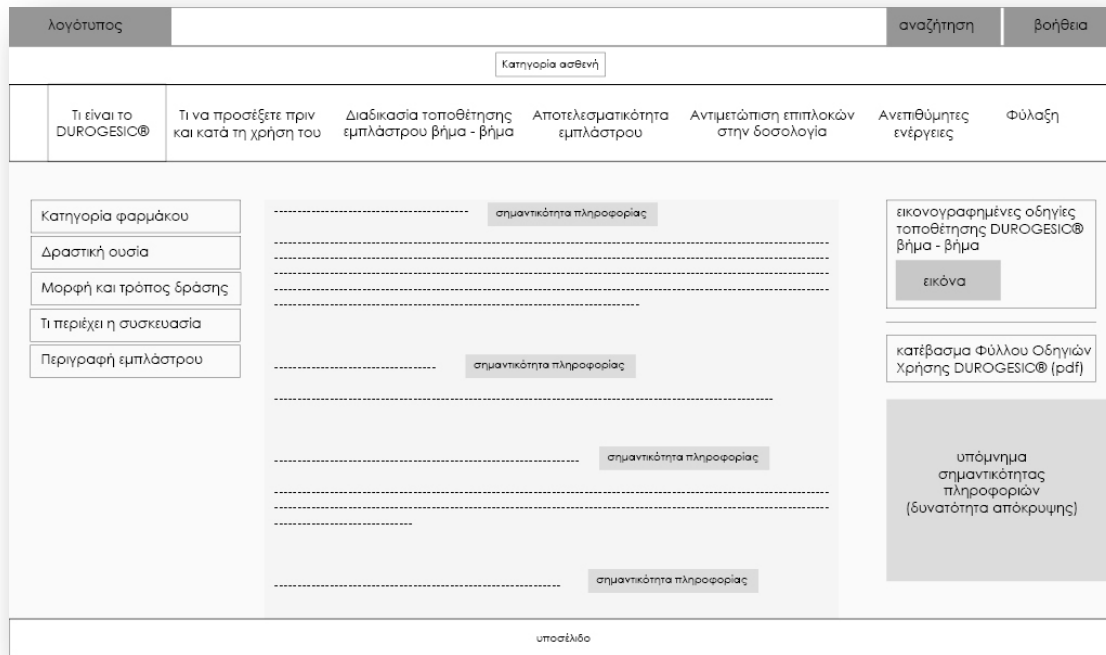 λογότυπος
αναζήτηση
βοήθεια
Κατηγορία ασθενή
Τι είναι το
DUROGESIC®
Τι να προσέξετε πριν
και κατά τη χρήση του
Διαδικασία τοποθέτησης
εμπλάστρου βήμα - βήμα
Αποτελεσματικότητα
εμπλάστρου
Αντιμετώπιση επιπλοκών
στην δοσολογία
Ανεπιθύμητες
ενέργειες
Φύλαξη
Κατηγορία φαρμάκου
Δραστική ουσία
Μορφή και τρόπος δράσης
Τι περιέχει η συσκευασία
Περιγραφή εμπλάστρου
σημαντικότητα πληροφορίας
σημαντικότητα πληροφορίας
σημαντικότητα πληροφορίας
σημαντικότητα πληροφορίας
εικονογραφημένες οδηγίες
τοποθέτησης DUROGESIC®
βήμα - βήμα
εικόνα
κατέβασμα Φύλλου Οδηγιών
Χρήσης DUROGESIC® (pdf)
υπόμνημα
σημαντικότητας
πληροφοριών
(δυνατότητα απόκρυψης)
υποσέλιδο